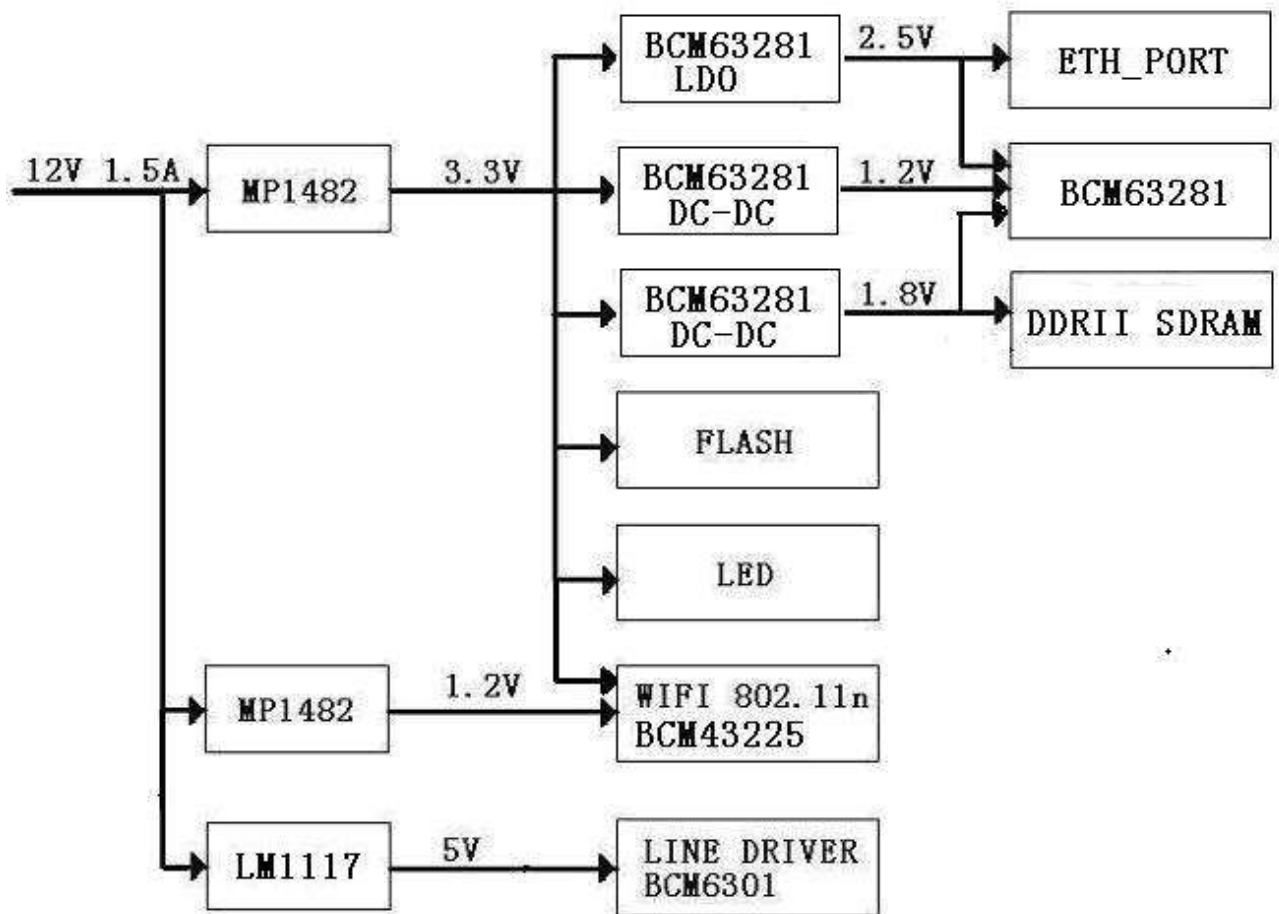 BCM63281
LDO
2.5V
ETH_PORT
12V 1.5A
MP1482
3.3V
BCM63281
DC-DC
1.2V
BCM63281
BCM63281
DC-DC
1.8V
DDRII SDRAM
FLASH
LED
MP1482
1.2V
WIFI 802.11n
BCM43225
LM1117
5V
LINE DRIVER
BCM6301